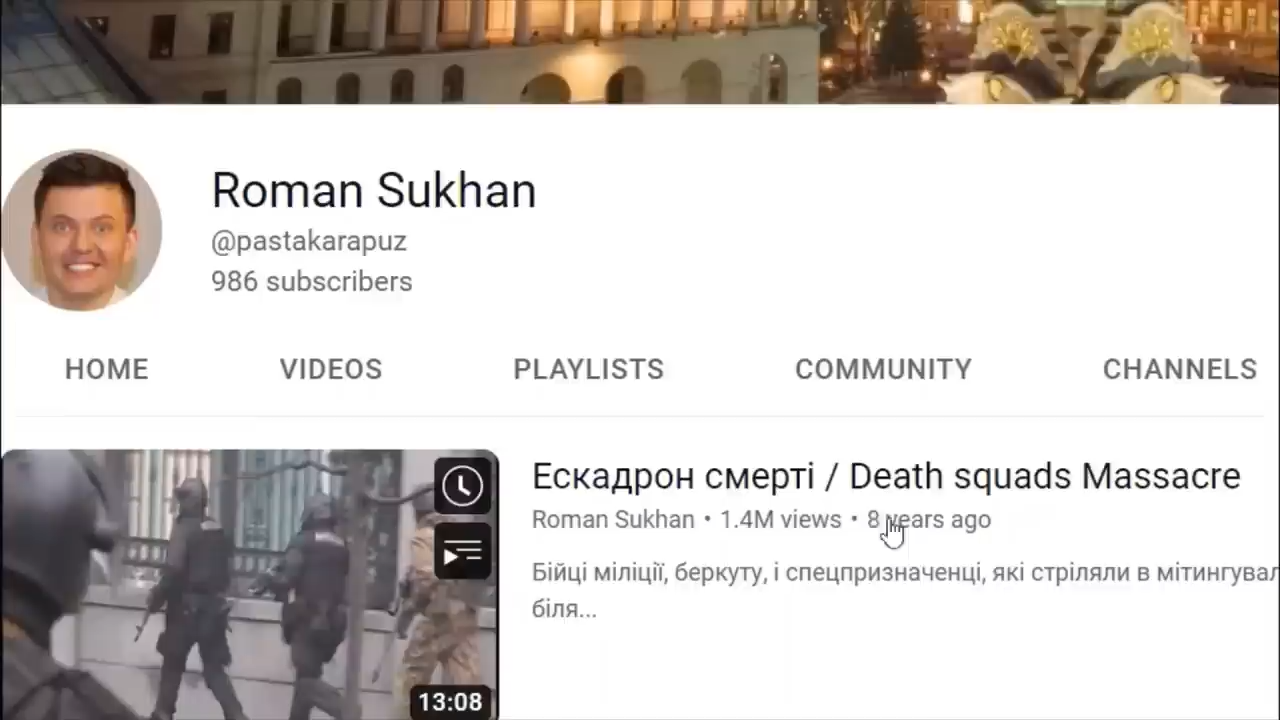 Roman Sukhan
@pastakarapuz
986 subscribers
HOME VIDEOS PLAYLISTS COMMUNITY CHANNELS
Ескадрон смерті / Death squads Massacre
Roman Sukhan • 1.4M views • 8 years ago
Бійці міліції, беркуту, і спецпризначенці, які стріляли в мітингувал
біля...
13:08